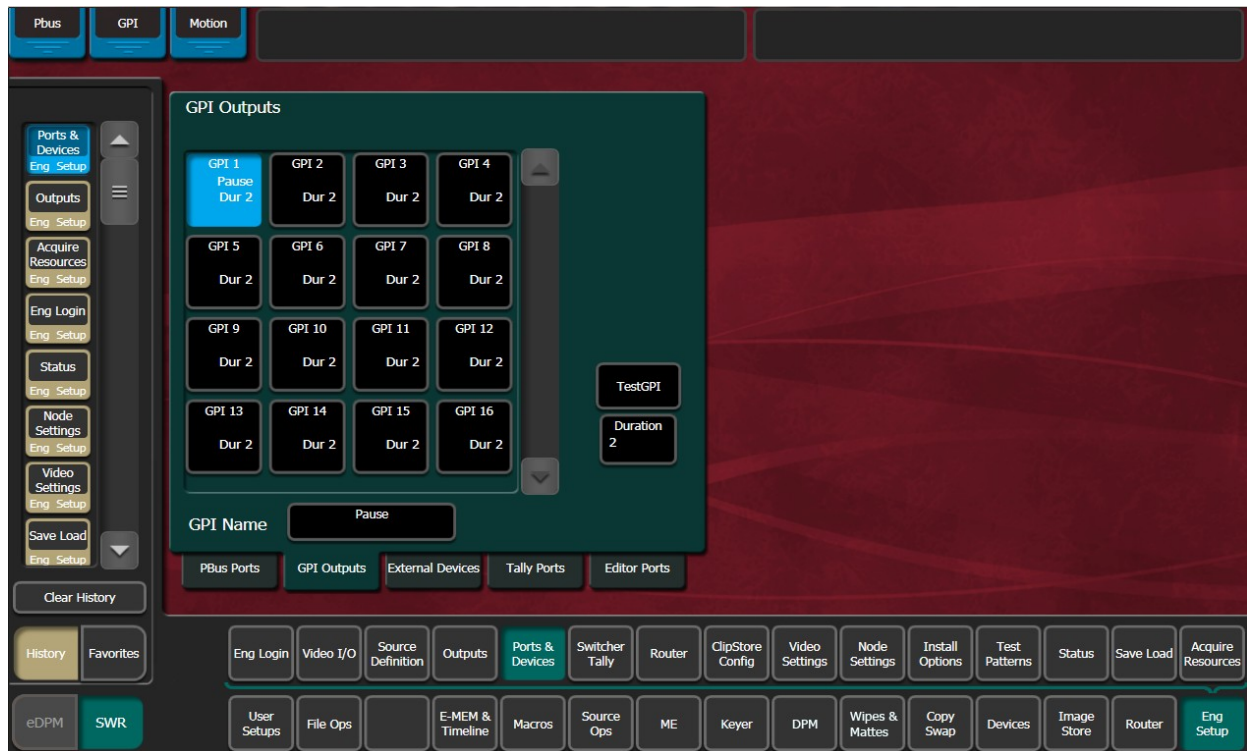 Pbus
GPI
Motion
Ports &
Devices
Eng Setup
Outputs
Eng Setup
Acquire
Resources
Eng Setup
Eng Login
Eng Setup
Status
Eng Setup
Node
Settings
Eng Setup
Video
Settings
Eng Setup
Save Load
Eng Setup
Clear History
History
Favorites
eDPM
SWR
GPI Outputs
GPI 1
Pause
Dur 2
GPI 2
Dur 2
GPI 3
Dur 2
GPI 4
Dur 2
GPI 5
Dur 2
GPI 6
Dur 2
GPI 7
Dur 2
GPI 8
Dur 2
GPI 9
Dur 2
GPI 10
Dur 2
GPI 11
Dur 2
GPI 12
Dur 2
GPI 13
Dur 2
GPI 14
Dur 2
GPI 15
Dur 2
GPI 16
Dur 2
TestGPI
Duration
2
GPI Name
Pause
PBus Ports
GPI Outputs
External Devices
Tally Ports
Editor Ports
Eng Login
Video I/O
Source
Definition
Outputs
Ports &
Devices
Switcher
Tally
Router
ClipStore
Config
Video
Settings
Node
Settings
Install
Options
Test
Patterns
Status
Save Load
Acquire
Resources
User
Setups
File Ops
E-MEM &
Timeline
Macros
Source
Ops
ME
Keyer
DPM
Wipes &
Mattes
Copy
Swap
Devices
Image
Store
Router
Eng
Setup